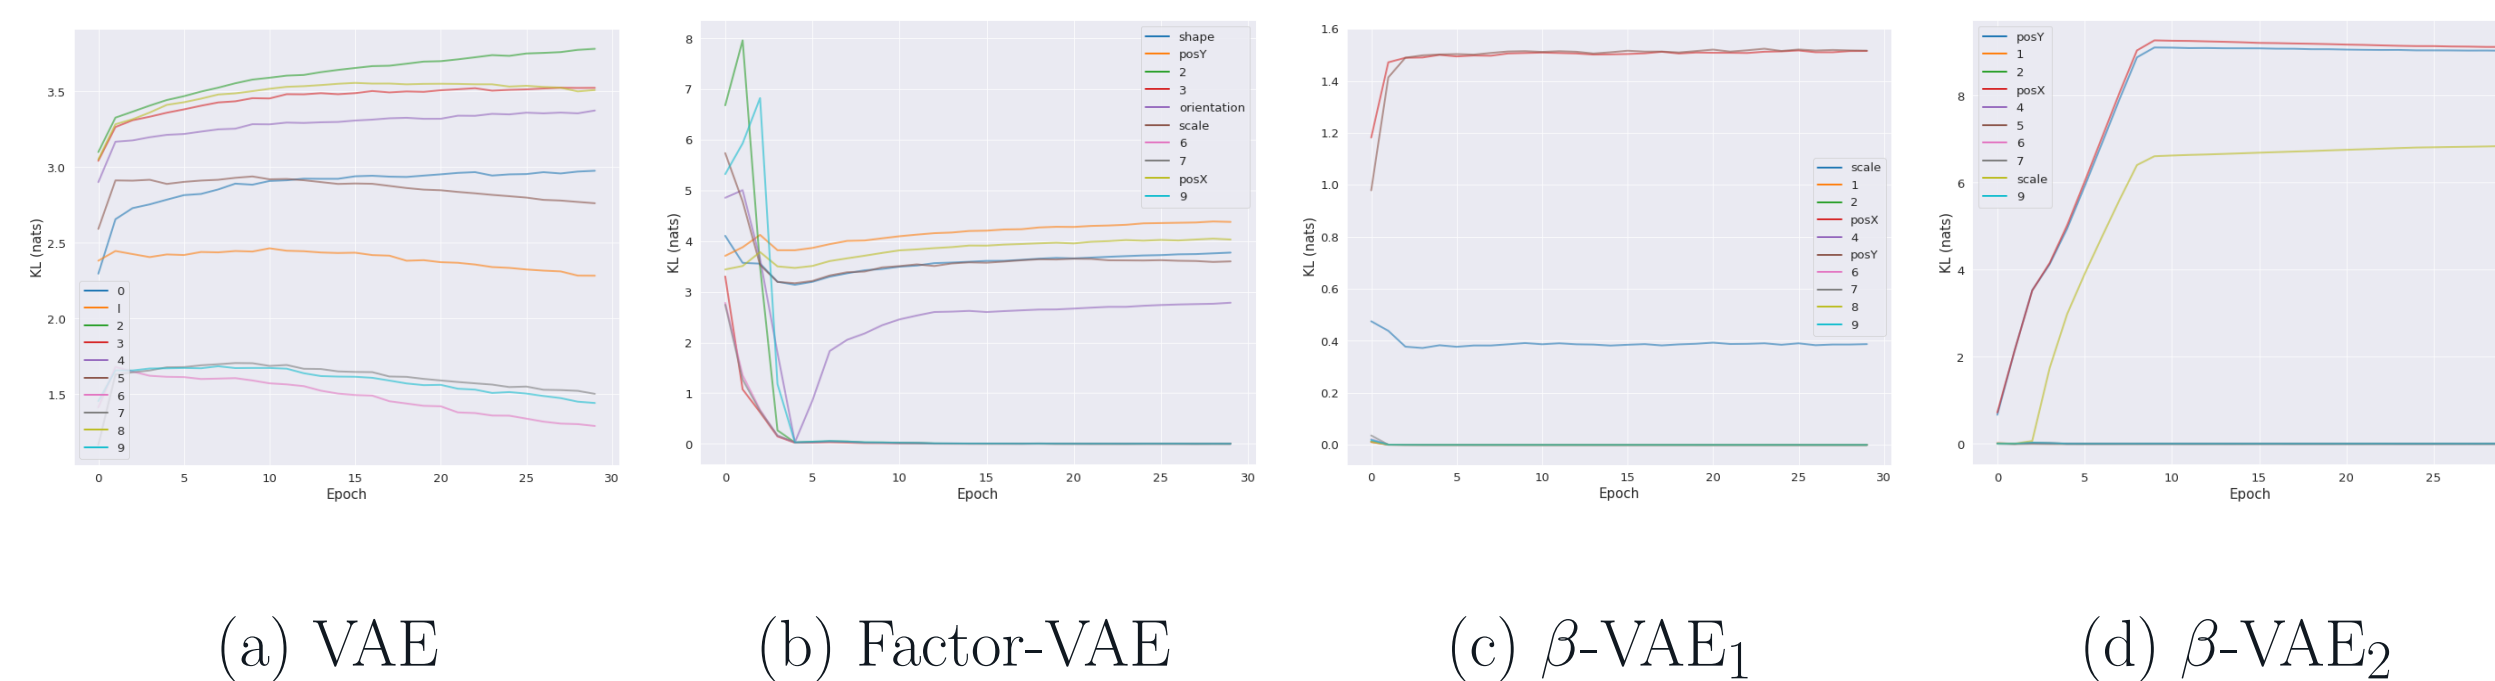 KL (nats)
3.5
3.0
2.5
2.0
1.5
0
l
2
3
4
5
6
7
8
9
0 5 10 15 20 25 30
Epoch
KL (nats)
8
7
6
5
4
3
2
1
0
shape
posY
2
3
orientation
scale
6
7
posX
9
0 5 10 15 20 25 30
Epoch
KL (nats)
1.6
1.4
1.2
1.0
0.8
0.6
0.4
0.2
0.0
scale
1
2
posX
4
posY
6
7
8
9
0 5 10 15 20 25 30
Epoch
KL (nats)
8
6
4
2
0
posY
1
2
posX
4
5
6
7
scale
9
0 5 10 15 20 25
Epoch
(a) VAE
(b) Factor-VAE
(c) β-VAE₁
(d) β-VAE₂